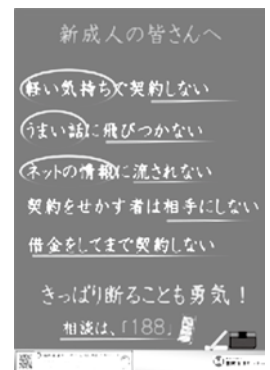 新成人の皆さんへ
軽い気持ちで契約しない
うまい話に飛びつかない
ネットの情報に流されない
契約をせかす者は相手にしない
借金をしてまで契約しない
きっぱり断ることも勇気！
相談は、「188」